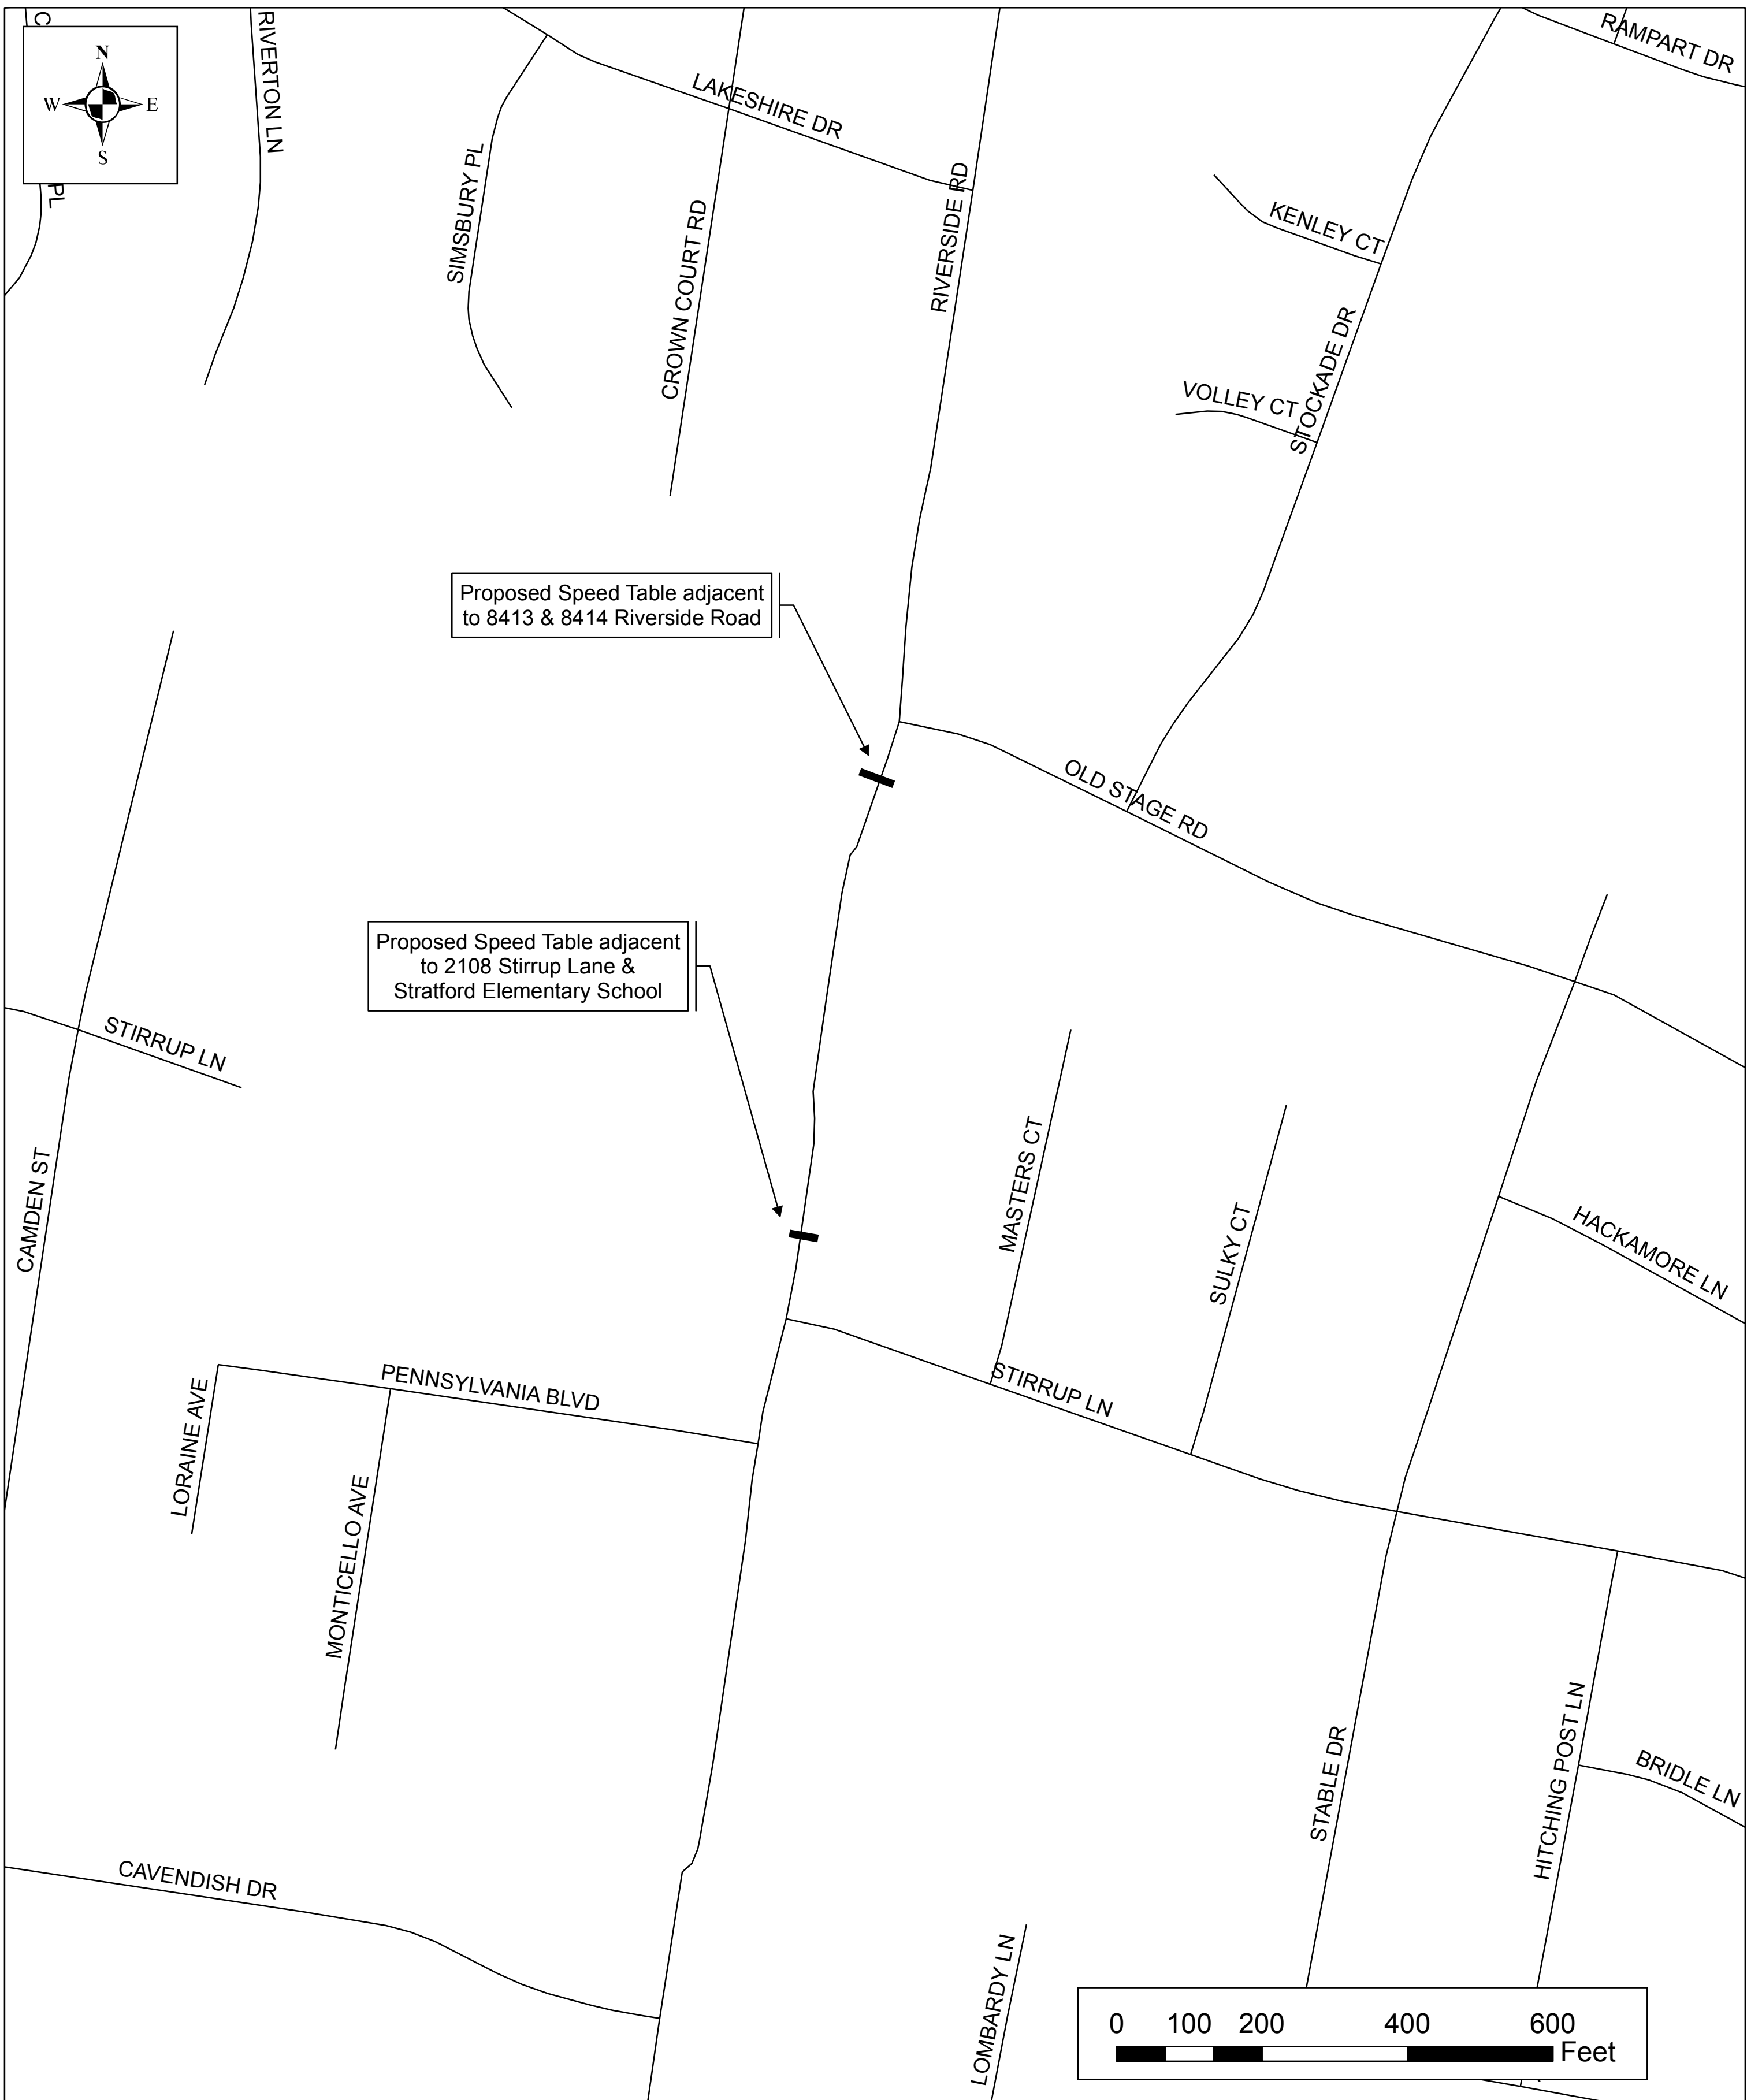 C
PL
N
W
E
S
RIVERTON LN
SIMSBURY PL
LAKESHIRE DR
CROWN COURT RD
RIVERSIDE RD
RAMPART DR
KENLEY CT
VOLLEY CT
STOCKADE DR
Proposed Speed Table adjacent
to 8413 & 8414 Riverside Road
OLD STAGE RD
Proposed Speed Table adjacent
to 2108 Stirrup Lane &
Stratford Elementary School
STIRRUP LN
CAMDEN ST
MASTERS CT
SULKY CT
HACKAMORE LN
STIRRUP LN
PENNSYLVANIA BLVD
LORAINE AVE
MONTICELLO AVE
STABLE DR
HITCHING POST LN
BRIDLE LN
CAVENDISH DR
LOMBARDY LN
0 100 200 400 600
Feet